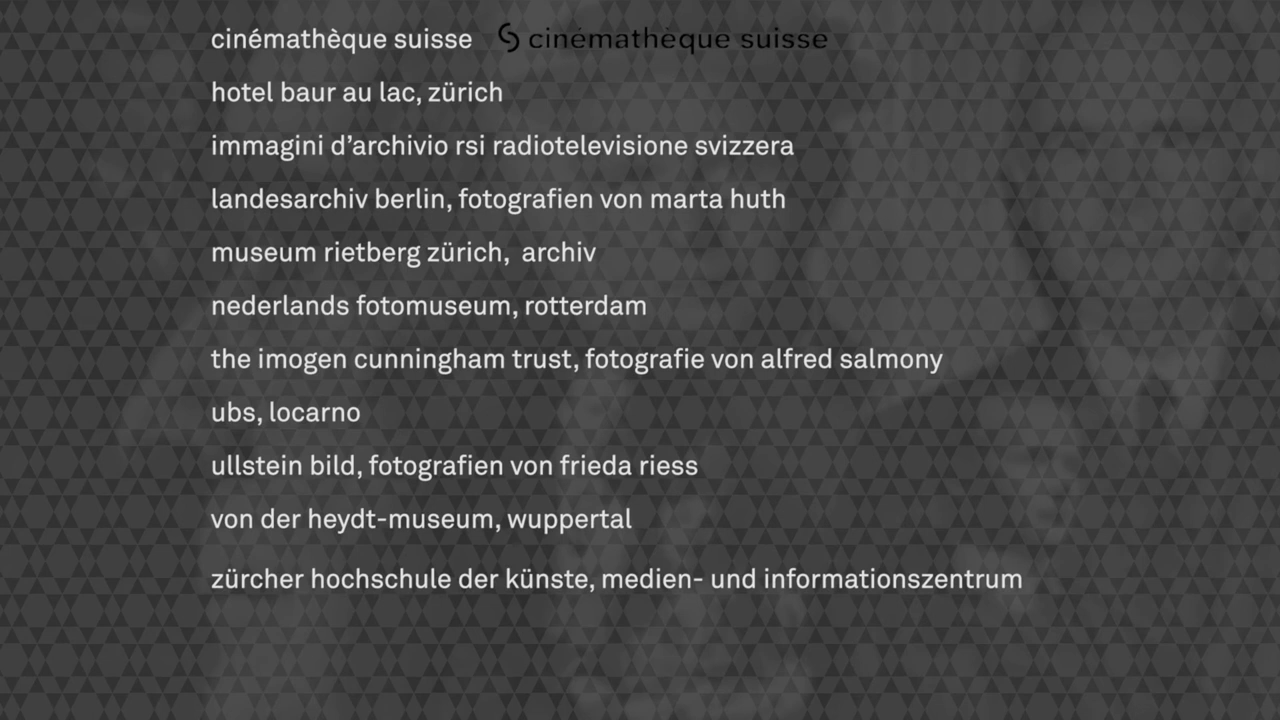 cinémathèque suisse cinémathèque suisse
hotel baur au lac, zürich
immagini d’archivio rsi radiotelevisione svizzera
landesarchiv berlin, fotografien von marta huth
museum rietberg zürich, archiv
nederlands fotomuseum, rotterdam
the imogen cunningham trust, fotografie von alfred salmony
ubs, locarno
ullstein bild, fotografien von frieda riess
von der heydt-museum, wuppertal
zürcher hochschule der künste, medien- und informationszentrum